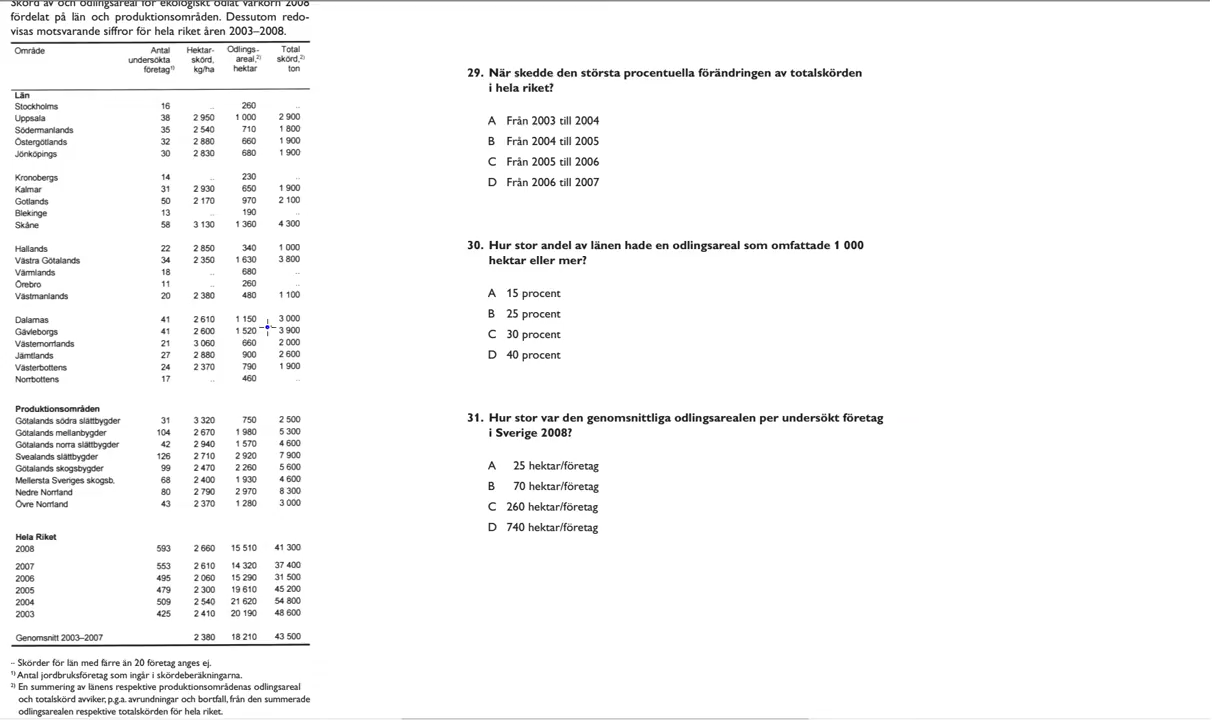 Skörd av och odlingsareal för ekologiskt odlat vårkorn 2008
fördelat på län och produktionsområden. Dessutom redo-
visas motsvarande siffror för hela riket åren 2003–2008.
Område Antal undersökta företag¹⁾ Hektar-skörd, kg/ha Odlings-areal,²⁾ hektar Total skörd,²⁾ ton
Län
Stockholms 16 .. 260 ..
Uppsala 38 2 950 1 000 2 900
Södermanlands 35 2 540 710 1 800
Östergötlands 32 2 880 660 1 900
Jönköpings 30 2 830 680 1 900
Kronobergs 14 .. 230 ..
Kalmar 31 2 930 650 1 900
Gotlands 50 2 170 970 2 100
Blekinge 13 .. 190 ..
Skåne 58 3 130 1 360 4 300
Hallands 22 2 850 340 1 000
Västra Götalands 34 2 350 1 630 3 800
Värmlands 18 .. 680 ..
Örebro 11 .. 260 ..
Västmanlands 20 2 380 480 1 100
Dalarnas 41 2 610 1 150 3 000
Gävleborgs 41 2 600 1 520 3 900
Västernorrlands 21 3 060 660 2 000
Jämtlands 27 2 880 900 2 600
Västerbottens 24 2 370 790 1 900
Norrbottens 17 .. 460 ..
Produktionsområden
Götalands södra slättbygder 31 3 320 750 2 500
Götalands mellanbygder 104 2 670 1 980 5 300
Götalands norra slättbygder 42 2 940 1 570 4 600
Svealands slättbygder 126 2 710 2 920 7 900
Götalands skogsbygder 99 2 470 2 260 5 600
Mellersta Sveriges skogsb. 68 2 400 1 930 4 600
Nedre Norrland 80 2 790 2 970 8 300
Övre Norrland 43 2 370 1 280 3 000
Hela Riket
2008 593 2 660 15 510 41 300
2007 553 2 610 14 320 37 400
2006 495 2 060 15 290 31 500
2005 479 2 300 19 610 45 200
2004 509 2 540 21 620 54 800
2003 425 2 410 20 190 48 600
Genomsnitt 2003–2007 2 380 18 210 43 500
.. Skörder för län med färre än 20 företag anges ej.
¹⁾ Antal jordbruksföretag som ingår i skördeberäkningarna.
²⁾ En summering av länens respektive produktionsområdenas odlingsareal
och totalskörd avviker, p.g.a. avrundningar och bortfall, från den summerade
odlingsarealen respektive totalskörden för hela riket.
29. När skedde den största procentuella förändringen av totalskörden
i hela riket?
A Från 2003 till 2004
B Från 2004 till 2005
C Från 2005 till 2006
D Från 2006 till 2007
30. Hur stor andel av länen hade en odlingsareal som omfattade 1 000
hektar eller mer?
A 15 procent
B 25 procent
C 30 procent
D 40 procent
31. Hur stor var den genomsnittliga odlingsarealen per undersökt företag
i Sverige 2008?
A 25 hektar/företag
B 70 hektar/företag
C 260 hektar/företag
D 740 hektar/företag